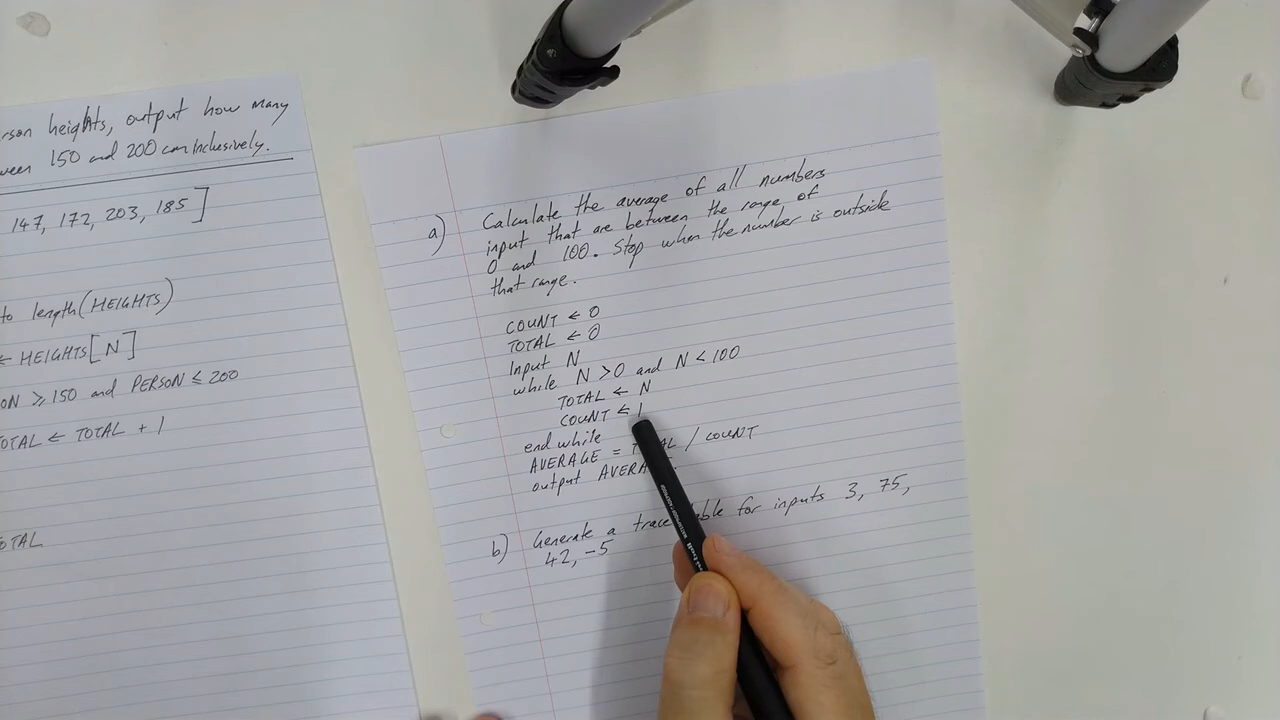 rson heights, output how many
ween 150 and 200 cm inclusively.
147, 172, 203, 185]
to length(HEIGHTS)
← HEIGHTS[N]
ON ≥ 150 and PERSON ≤ 200
OTAL ← TOTAL + 1
OTAL
a) Calculate the average of all numbers
input that are between the range of
0 and 100. Stop when the number is outside
that range.
COUNT ← 0
TOTAL ← 0
Input N
while N > 0 and N < 100
TOTAL ← N
COUNT ← 1
end while
AVERAGE = TOTAL / COUNT
output AVERAGE
b) Generate a trace table for inputs 3, 75,
42, -5